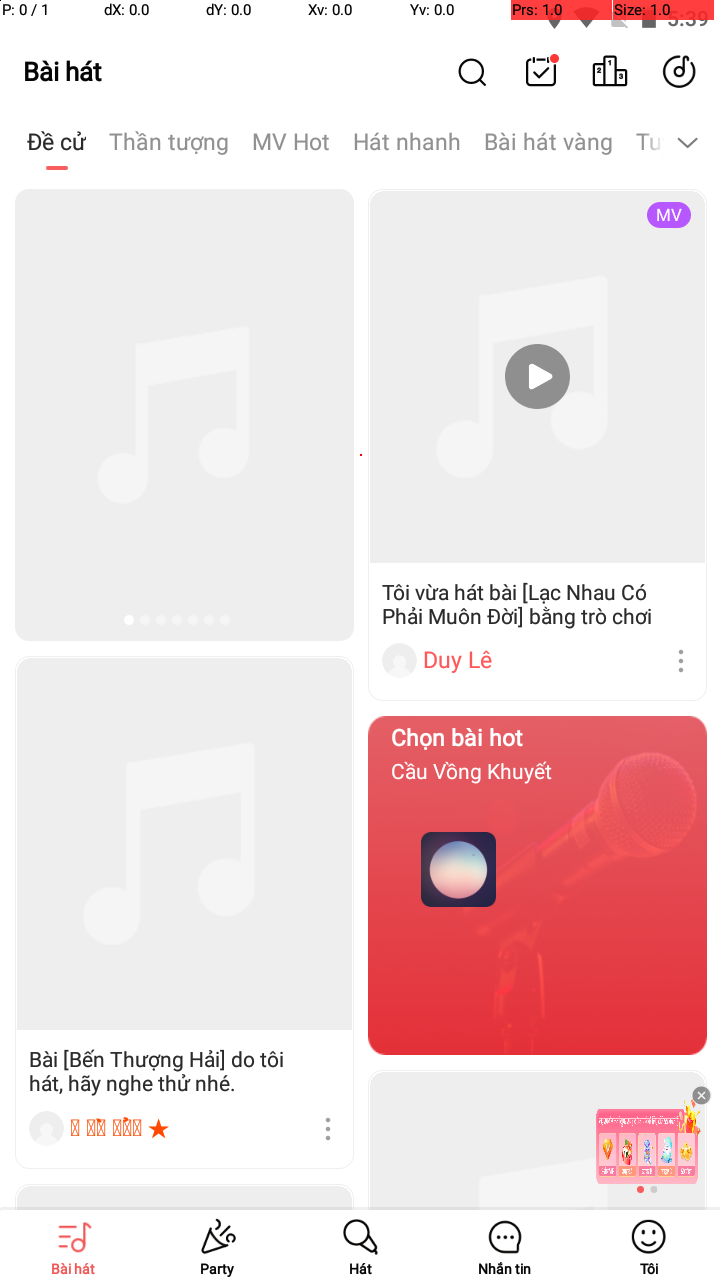 P: 0 / 1 dX: 0.0 dY: 0.0 Xv: 0.0 Yv: 0.0 Prs: 1.0 Size: 1.0
5:39
Bài hát
Đề cử Thần tượng MV Hot Hát nhanh Bài hát vàng Tu
MV
Tôi vừa hát bài [Lạc Nhau Có
Phải Muôn Đời] bằng trò chơi
Duy Lê
Chọn bài hot
Cầu Vồng Khuyết
Bài [Bến Thượng Hải] do tôi
hát, hãy nghe thử nhé.
Bài hát Party Hát Nhắn tin Tôi